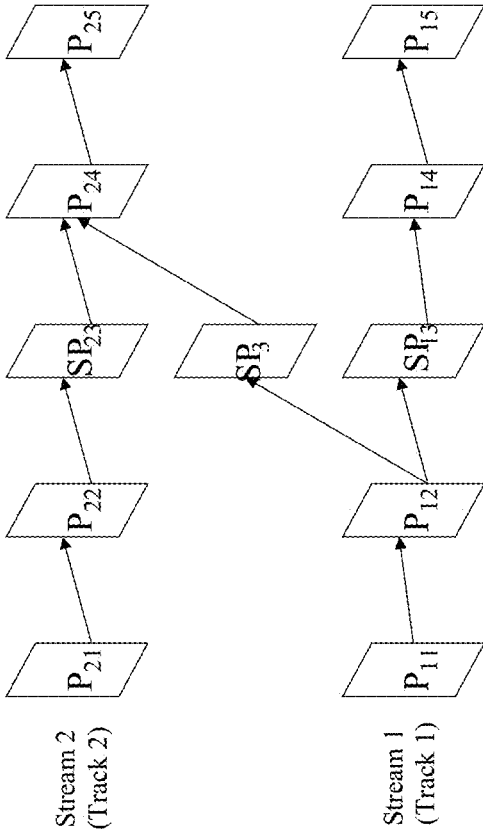 Stream 2
(Track 2)
P21 P22 SP23 P24 P25
SP3
Stream 1
(Track 1)
P11 P12 SP13 P14 P15